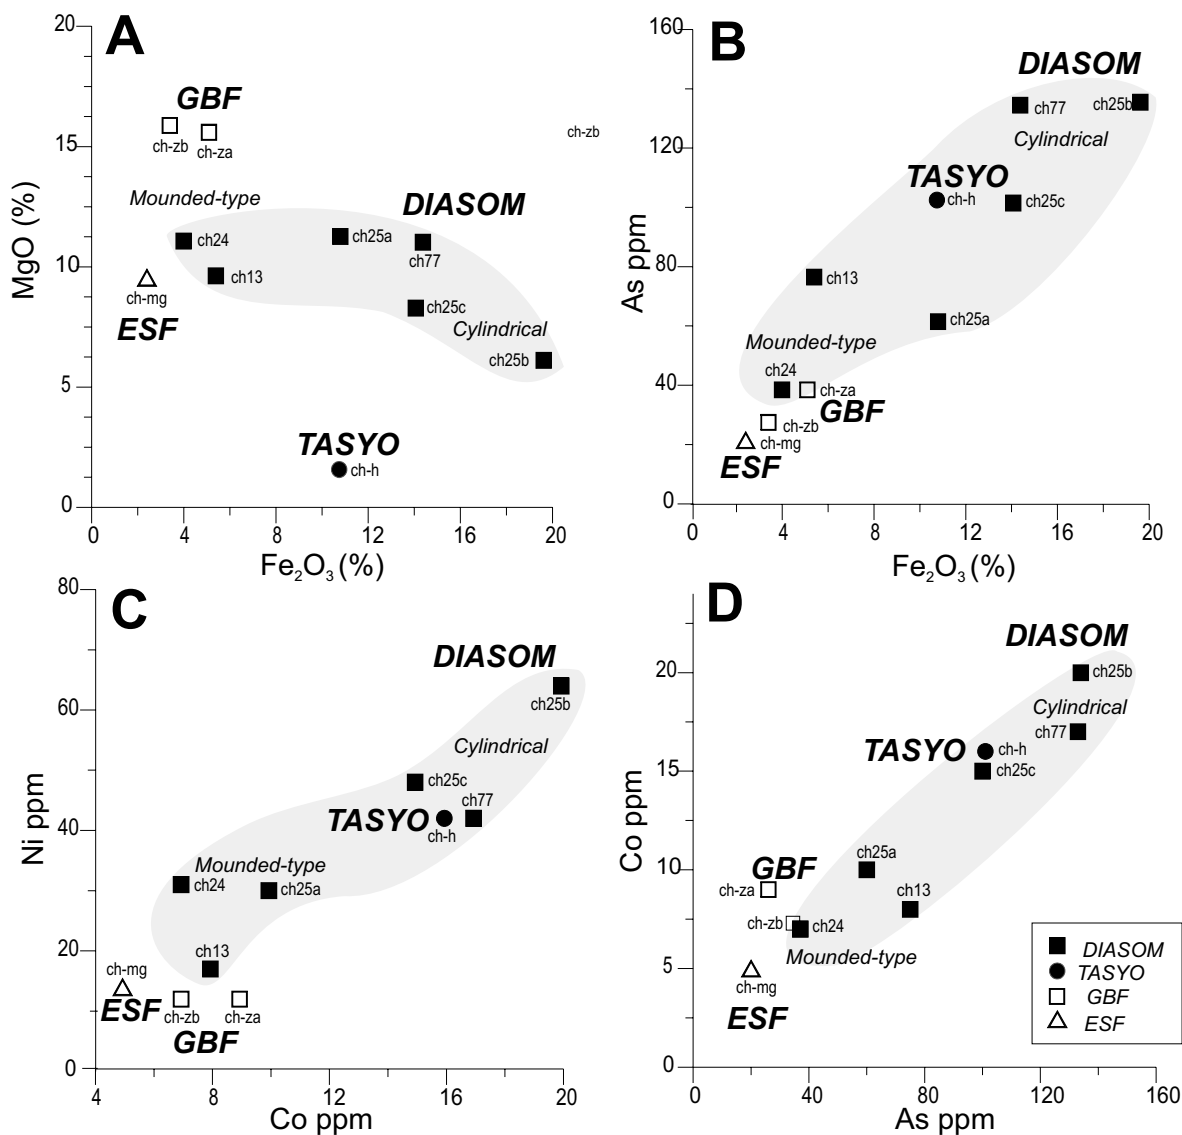 A
20
15
10
5
0
MgO (%)
GBF
ch-zb
ch-za
ch-zb
Mounded-type
DIASOM
ch24
ch25a
ch77
ch13
ch-mg
ESF
ch25c
Cylindrical
ch25b
TASYO
ch-h
0 4 8 12 16 20
Fe₂O₃ (%)
B
160
120
80
40
0
As ppm
DIASOM
ch77
ch25b
Cylindrical
TASYO
ch-h
ch25c
ch13
ch25a
Mounded-type
ch24
ch-za
GBF
ch-zb
ch-mg
ESF
0 4 8 12 16 20
Fe₂O₃ (%)
C
80
60
40
20
0
Ni ppm
DIASOM
ch25b
Cylindrical
ch25c
ch77
TASYO
ch-h
Mounded-type
ch24
ch25a
ch13
ch-mg
ESF
ch-zb
ch-za
GBF
4 8 12 16 20
Co ppm
D
20
15
10
5
0
Co ppm
DIASOM
ch25b
Cylindrical
ch77
TASYO
ch-h
ch25c
ch25a
GBF
ch-za
ch13
ch-zb
ch24
Mounded-type
ch-mg
ESF
0 40 80 120 160
As ppm
DIASOM
TASYO
GBF
ESF